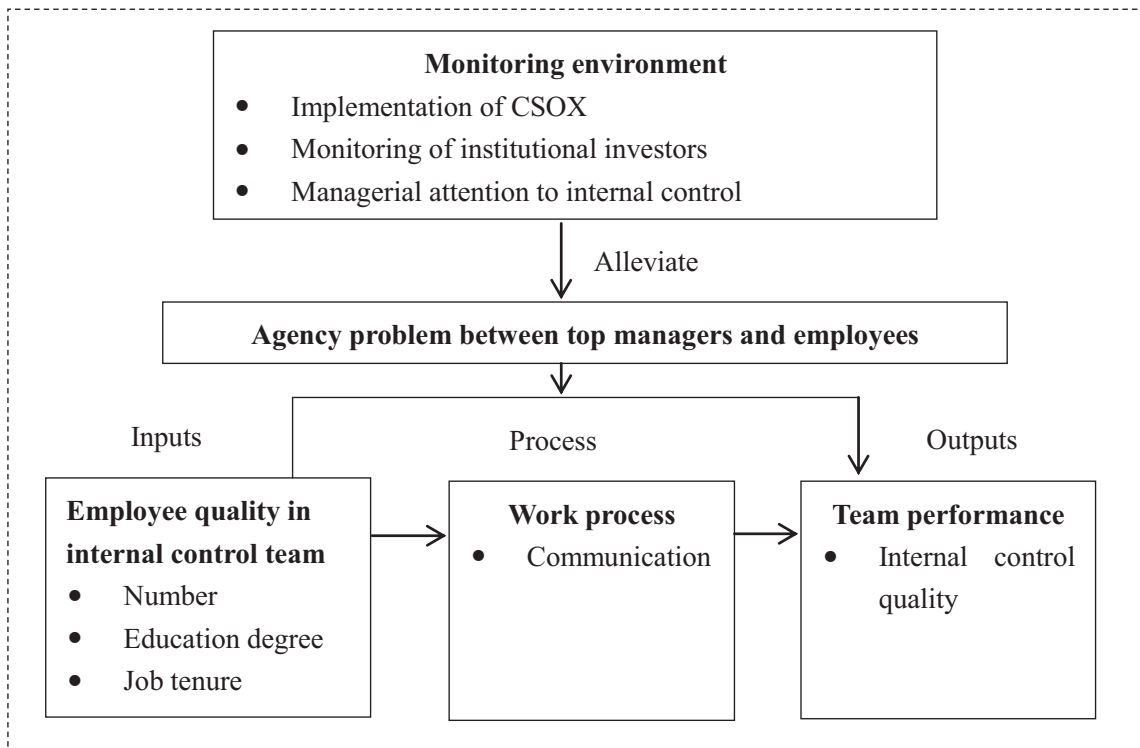 Monitoring environment
• Implementation of CSOX
• Monitoring of institutional investors
• Managerial attention to internal control
Alleviate
Agency problem between top managers and employees
Inputs
Process
Outputs
Employee quality in
internal control team
• Number
• Education degree
• Job tenure
Work process
• Communication
Team performance
• Internal control
quality